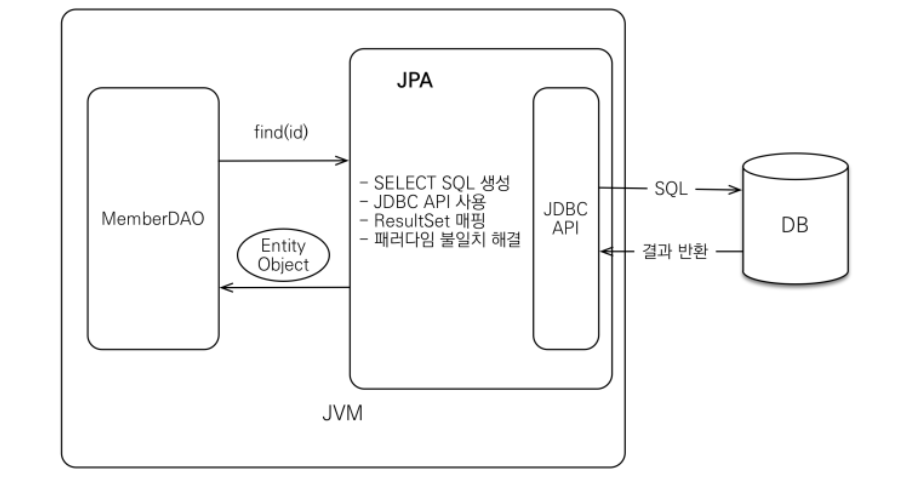 JPA
find(id)
MemberDAO
Entity
Object
- SELECT SQL 생성
- JDBC API 사용
- ResultSet 매핑
- 패러다임 불일치 해결
JDBC
API
SQL
결과 반환
DB
JVM